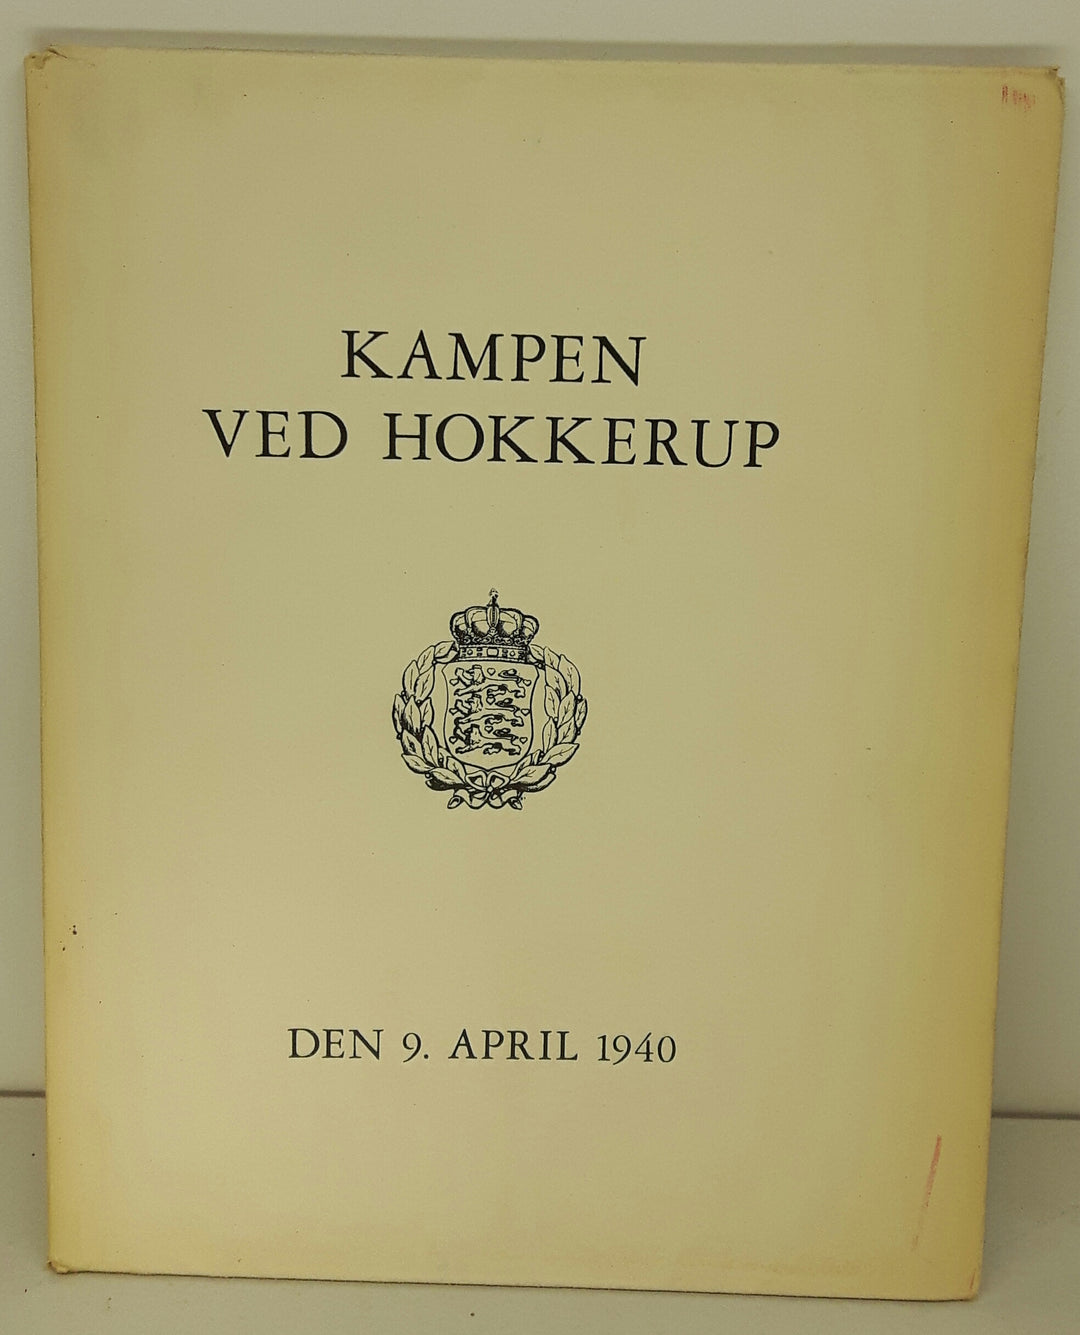 KAMPEN
VED HOKKERUP
DEN 9. APRIL 1940